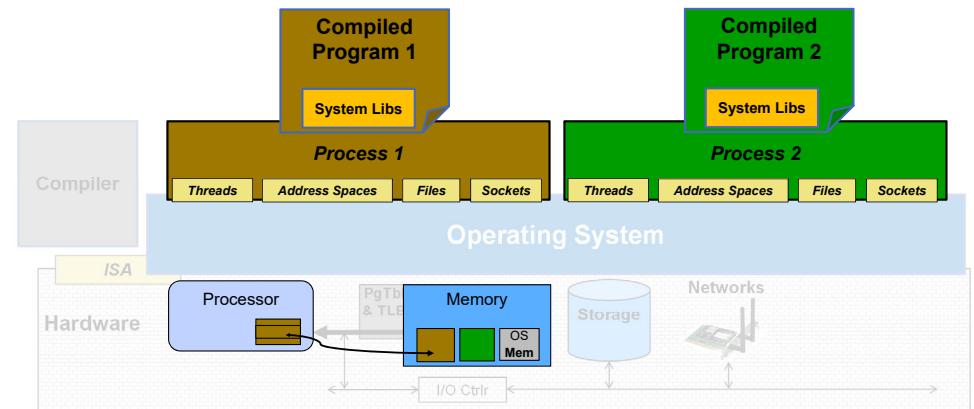 Compiled
Program 1
System Libs
Compiled
Program 2
System Libs
Process 1
Process 2
Compiler
Threads
Address Spaces
Files
Sockets
Threads
Address Spaces
Files
Sockets
Operating System
ISA
Hardware
Processor
PgTbl
& TLB
Memory
OS
Mem
Storage
Networks
I/O Ctrlr